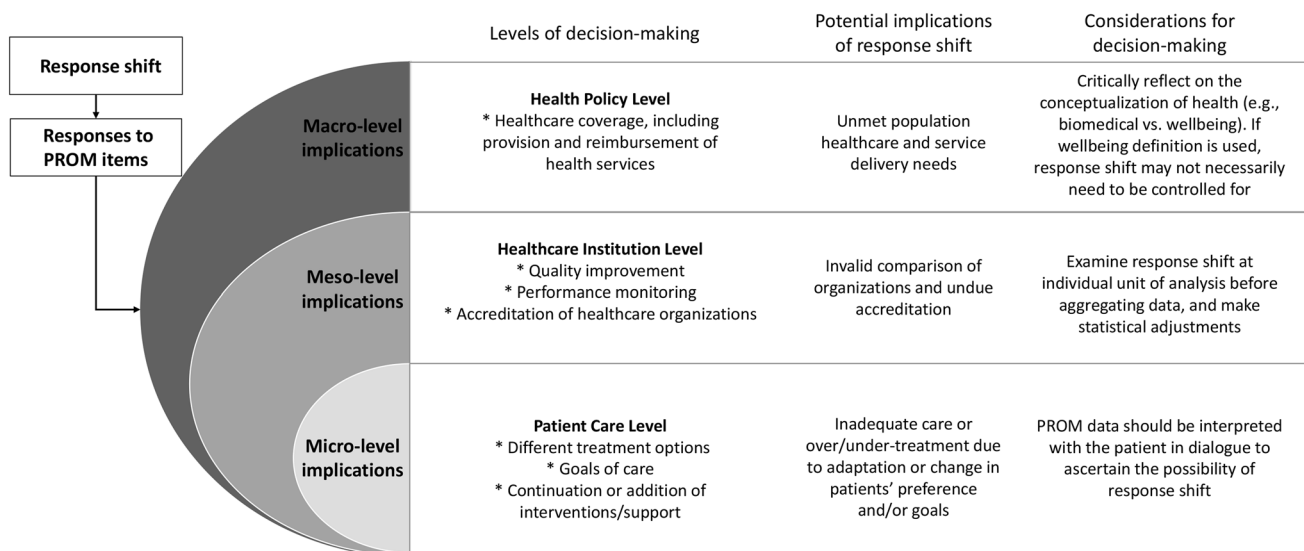 Levels of decision-making
Potential implications
of response shift
Considerations for
decision-making
Response shift
Responses to
PROM items
Macro-level
implications
Health Policy Level
* Healthcare coverage, including
provision and reimbursement of
health services
Unmet population
healthcare and service
delivery needs
Critically reflect on the
conceptualization of health (e.g.,
biomedical vs. wellbeing). If
wellbeing definition is used,
response shift may not necessarily
need to be controlled for
Meso-level
implications
Healthcare Institution Level
* Quality improvement
* Performance monitoring
* Accreditation of healthcare organizations
Invalid comparison of
organizations and undue
accreditation
Examine response shift at
individual unit of analysis before
aggregating data, and make
statistical adjustments
Micro-level
implications
Patient Care Level
* Different treatment options
* Goals of care
* Continuation or addition of
interventions/support
Inadequate care or
over/under-treatment due
to adaptation or change in
patients’ preference
and/or goals
PROM data should be interpreted
with the patient in dialogue to
ascertain the possibility of
response shift